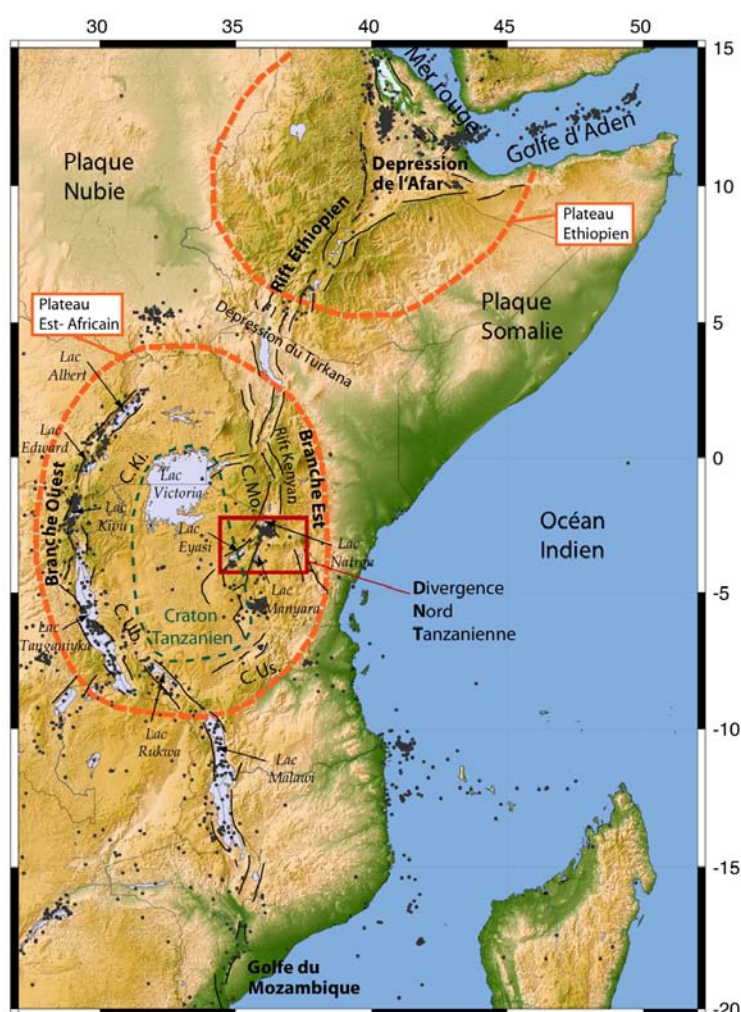 30 35 40 45 50
15
Mer rouge
Golfe d'Aden
Plaque
Nubie
Depression
de l'Afar
10
Plateau
Ethiopien
Rift Ethiopien
Plateau
Est- Africain
Plaque
Somalie
5
Dépression du Turkana
Lac
Albert
Lac
Edward
C.Ki.
Lac
Victoria
C.Mo.
Rift Kenyan
Branche Est
0
Branche Ouest
Lac
Kivu
Lac
Eyasi
Lac
Natron
Océan
Indien
Lac
Manyara
Divergence
Nord
Tanzanienne
-5
Craton
Tanzanien
Lac
Tanganiyka
C.Ub.
C.Us.
Lac
Rukwa
Lac
Malawi
-10
-15
Golfe du
Mozambique
-20